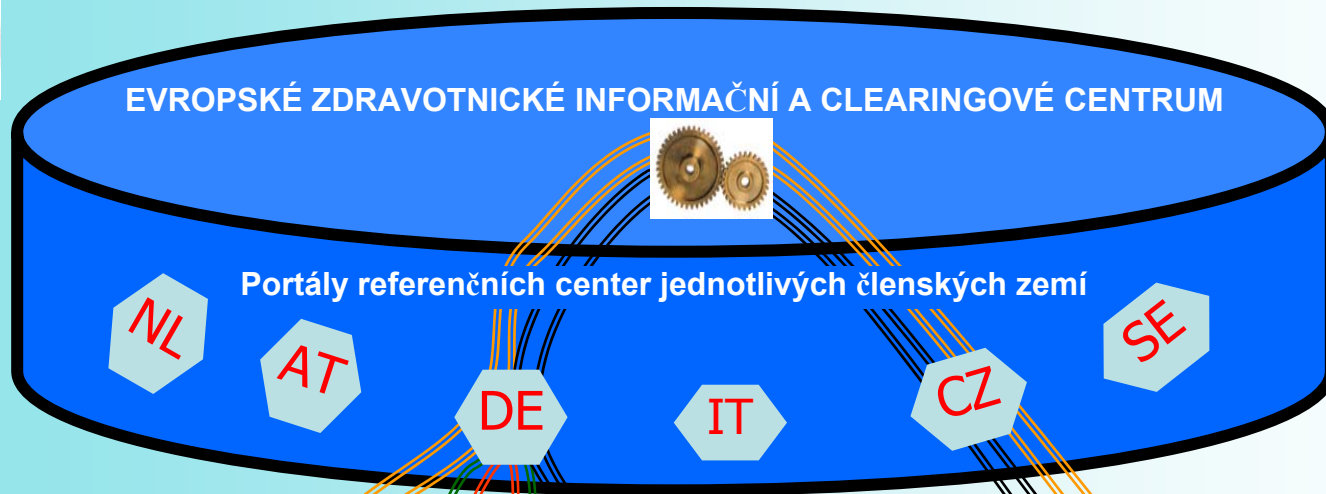 EVROPSKÉ ZDRAVOTNICKÉ INFORMAČNÍ A CLEARINGOVÉ CENTRUM
Portály referenčních center jednotlivých členských zemí
NL
AT
DE
IT
CZ
SE